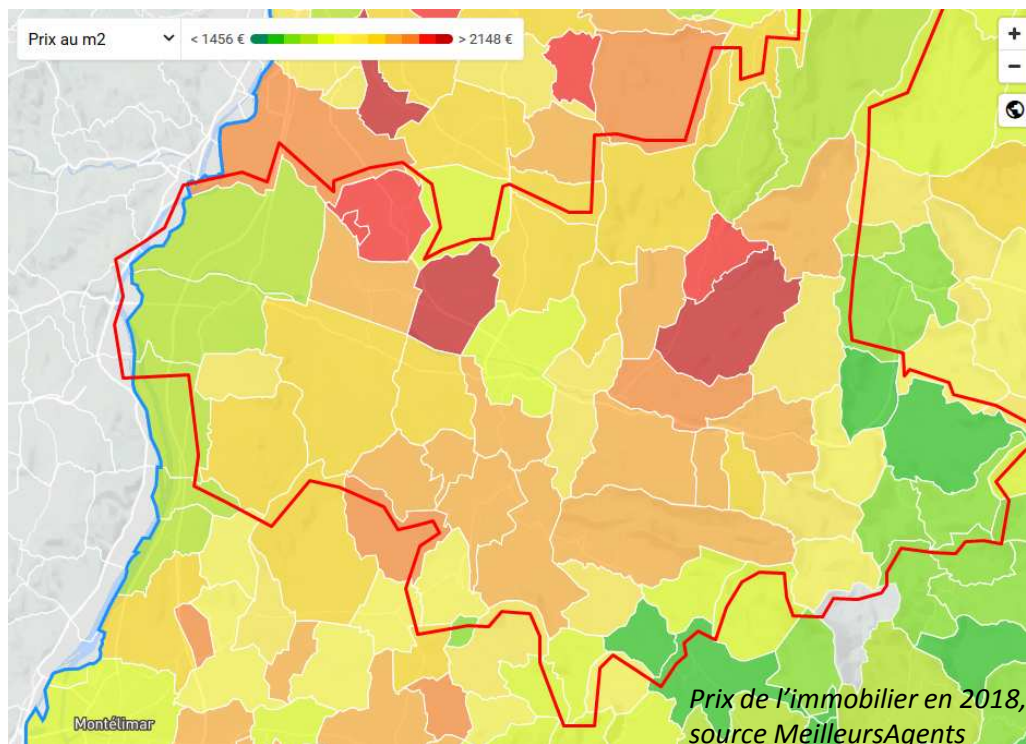 Prix au m2
< 1456 €
> 2148 €
+
−
Montélimar
Prix de l’immobilier en 2018,
source MeilleursAgents